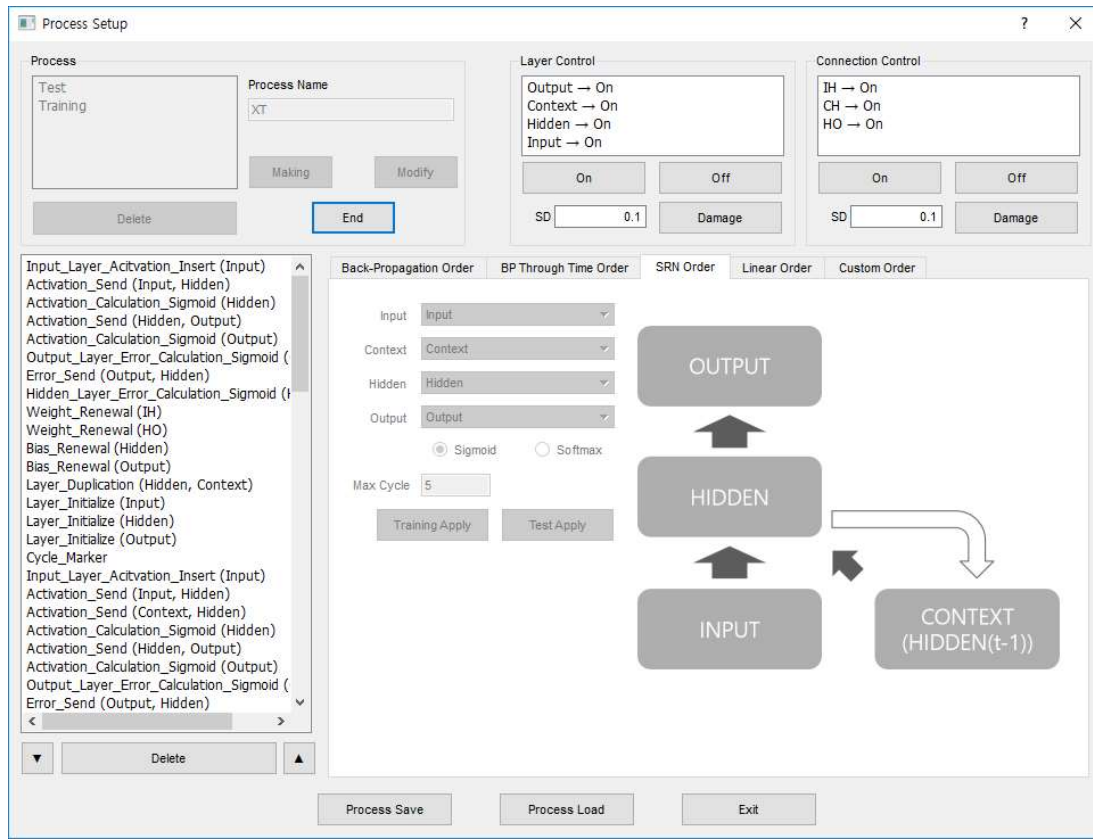 Process Setup
?
Process
Test
Training
Process Name
XT
Making
Modify
Delete
End
Layer Control
Output → On
Context → On
Hidden → On
Input → On
On
Off
SD 0.1
Damage
Connection Control
IH → On
CH → On
HO → On
On
Off
SD 0.1
Damage
Input_Layer_Acitvation_Insert (Input)
Activation_Send (Input, Hidden)
Activation_Calculation_Sigmoid (Hidden)
Activation_Send (Hidden, Output)
Activation_Calculation_Sigmoid (Output)
Output_Layer_Error_Calculation_Sigmoid (
Error_Send (Output, Hidden)
Hidden_Layer_Error_Calculation_Sigmoid (H
Weight_Renewal (IH)
Weight_Renewal (HO)
Bias_Renewal (Hidden)
Bias_Renewal (Output)
Layer_Duplication (Hidden, Context)
Layer_Initialize (Input)
Layer_Initialize (Hidden)
Layer_Initialize (Output)
Cycle_Marker
Input_Layer_Acitvation_Insert (Input)
Activation_Send (Input, Hidden)
Activation_Send (Context, Hidden)
Activation_Calculation_Sigmoid (Hidden)
Activation_Send (Hidden, Output)
Activation_Calculation_Sigmoid (Output)
Output_Layer_Error_Calculation_Sigmoid (
Error_Send (Output, Hidden)
▼
Delete
▲
Back-Propagation Order
BP Through Time Order
SRN Order
Linear Order
Custom Order
Input Input
Context Context
Hidden Hidden
Output Output
Sigmoid
Softmax
Max Cycle 5
Training Apply
Test Apply
OUTPUT
HIDDEN
INPUT
CONTEXT
(HIDDEN(t-1))
Process Save
Process Load
Exit